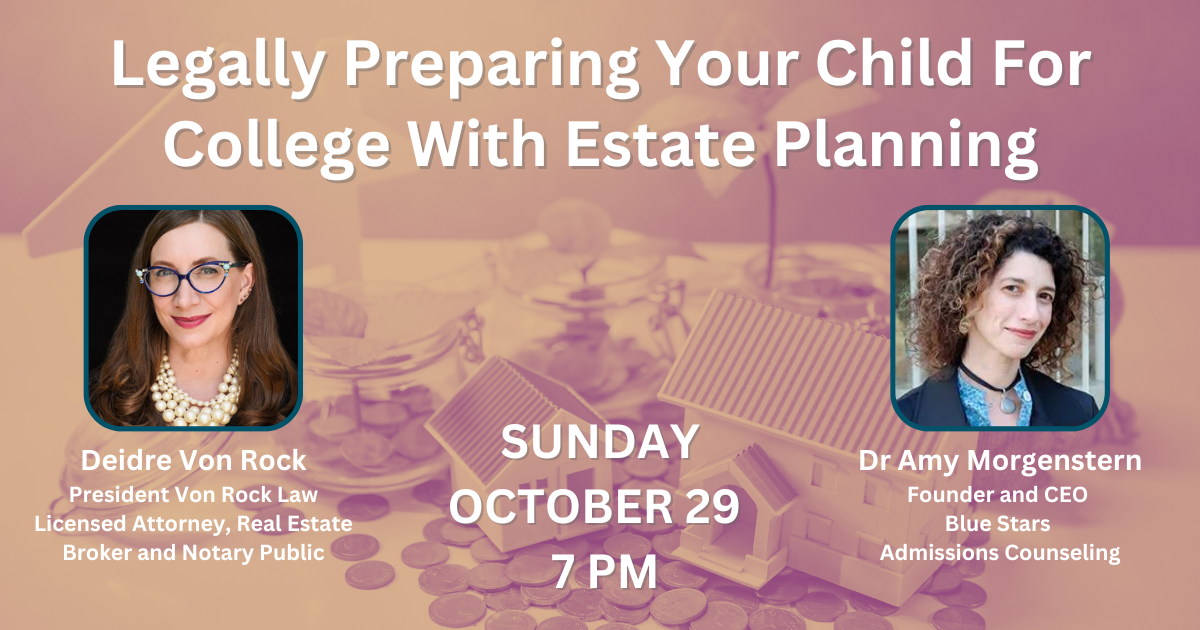 Legally Preparing Your Child For
College With Estate Planning
Deidre Von Rock
President Von Rock Law
Licensed Attorney, Real Estate
Broker and Notary Public
SUNDAY
OCTOBER 29
7 PM
Dr Amy Morgenstern
Founder and CEO
Blue Stars
Admissions Counseling